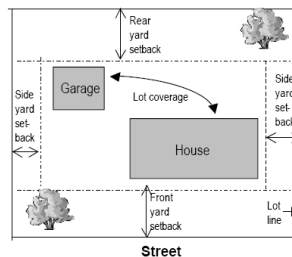 Rear
yard
setback
Garage
Lot coverage
Side
yard
set-
back
Side
yard
set-
back
House
Front
yard
setback
Lot
line
Street